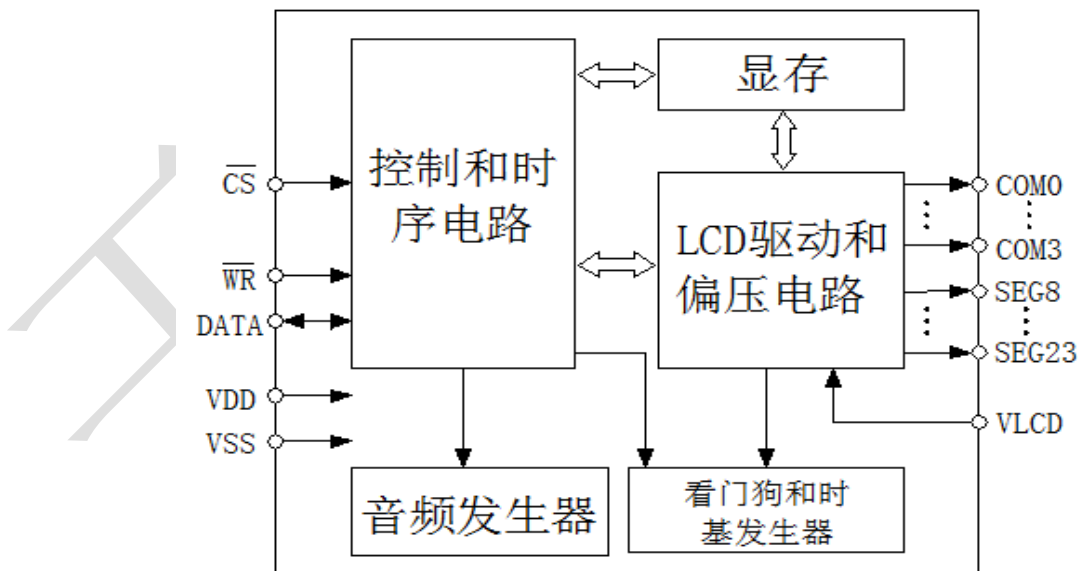 显存
控制和时
序电路
CS
WR
DATA
VDD
VSS
LCD驱动和
偏压电路
COM0
COM3
SEG8
SEG23
VLCD
音频发生器
看门狗和时
基发生器